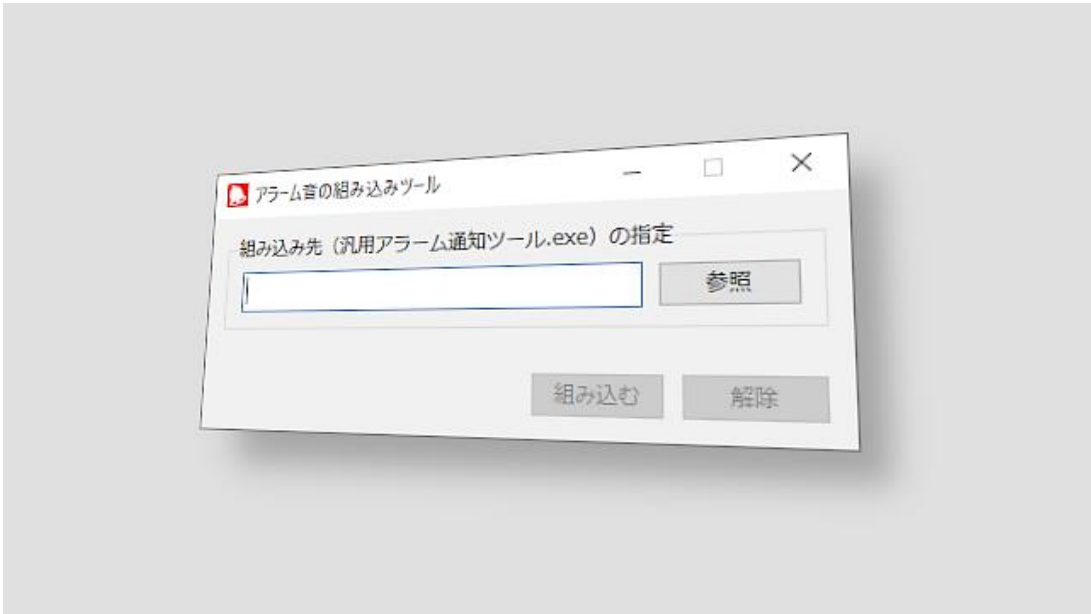 アラーム音の組み込みツール
組み込み先（汎用アラーム通知ツール.exe）の指定
参照
組み込む
解除